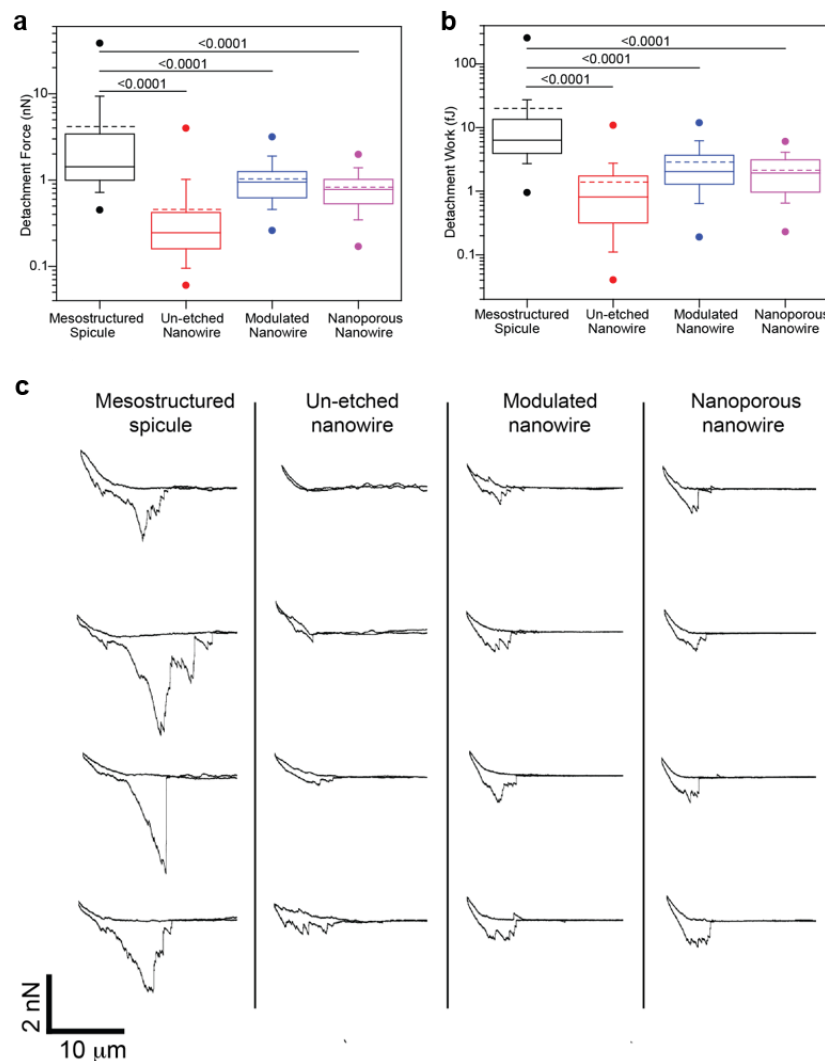 a
<0.0001
<0.0001
<0.0001
10
1
0.1
Detachment Force (nN)
Mesostructured
Spicule
Un-etched
Nanowire
Modulated
Nanowire
Nanoporous
Nanowire
b
<0.0001
<0.0001
<0.0001
100
10
1
0.1
Detachment Work (fJ)
Mesostructured
Spicule
Un-etched
Nanowire
Modulated
Nanowire
Nanoporous
Nanowire
c
Mesostructured
spicule
Un-etched
nanowire
Modulated
nanowire
Nanoporous
nanowire
2 nN
10 μm